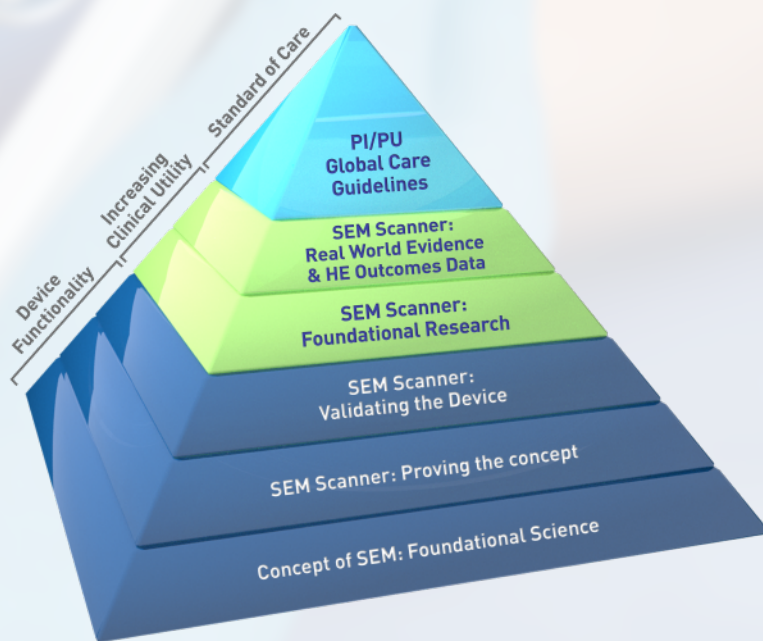 Standard of Care
Increasing
Clinical Utility
Device
Functionality
PI/PU
Global Care
Guidelines
SEM Scanner:
Real World Evidence
& HE Outcomes Data
SEM Scanner:
Foundational Research
SEM Scanner:
Validating the Device
SEM Scanner: Proving the concept
Concept of SEM: Foundational Science